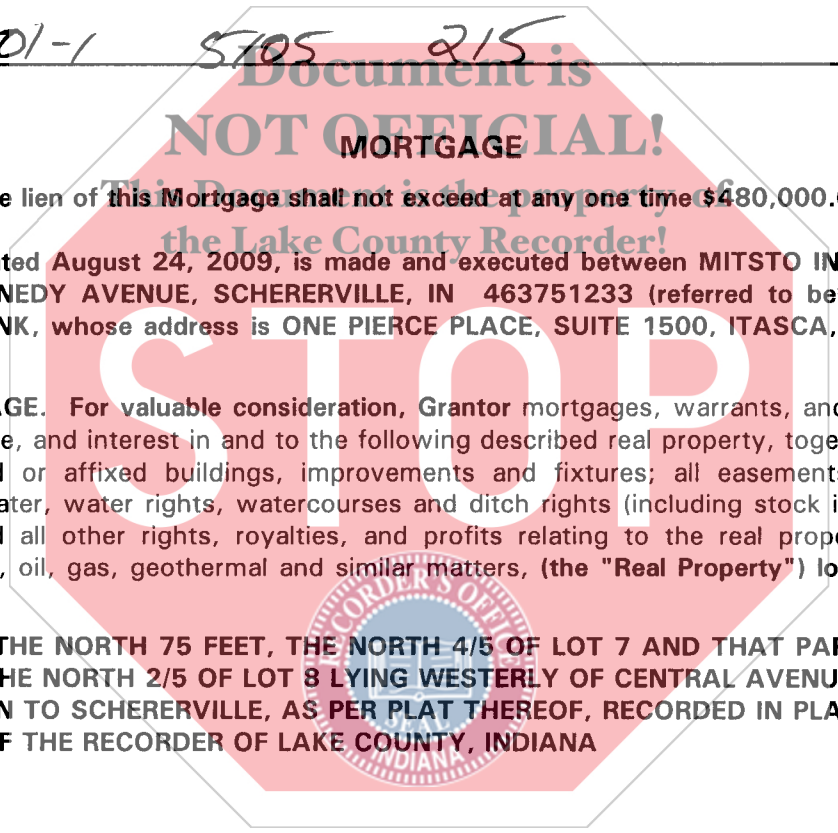 01-1 5105 215
Document is
NOT OFFICIAL!
MORTGAGE
This Document is the property of
e lien of this Mortgage shall not exceed at any one time $480,000.
the Lake County Recorder!
ted August 24, 2009, is made and executed between MITSTO IN
NEDY AVENUE, SCHERERVILLE, IN 463751233 (referred to be
NK, whose address is ONE PIERCE PLACE, SUITE 1500, ITASCA,
STOP
AGE. For valuable consideration, Grantor mortgages, warrants, and
e, and interest in and to the following described real property, toge
d or affixed buildings, improvements and fixtures; all easements
ater, water rights, watercourses and ditch rights (including stock i
d all other rights, royalties, and profits relating to the real prope
, oil, gas, geothermal and similar matters, (the "Real Property") lo
RECORDER'S OFFICE
THE NORTH 75 FEET, THE NORTH 4/5 OF LOT 7 AND THAT PAR
HE NORTH 2/5 OF LOT 8 LYING WESTERLY OF CENTRAL AVENU
N TO SCHERERVILLE, AS PER PLAT THEREOF, RECORDED IN PLA
SEAL
F THE RECORDER OF LAKE COUNTY, INDIANA
INDIANA